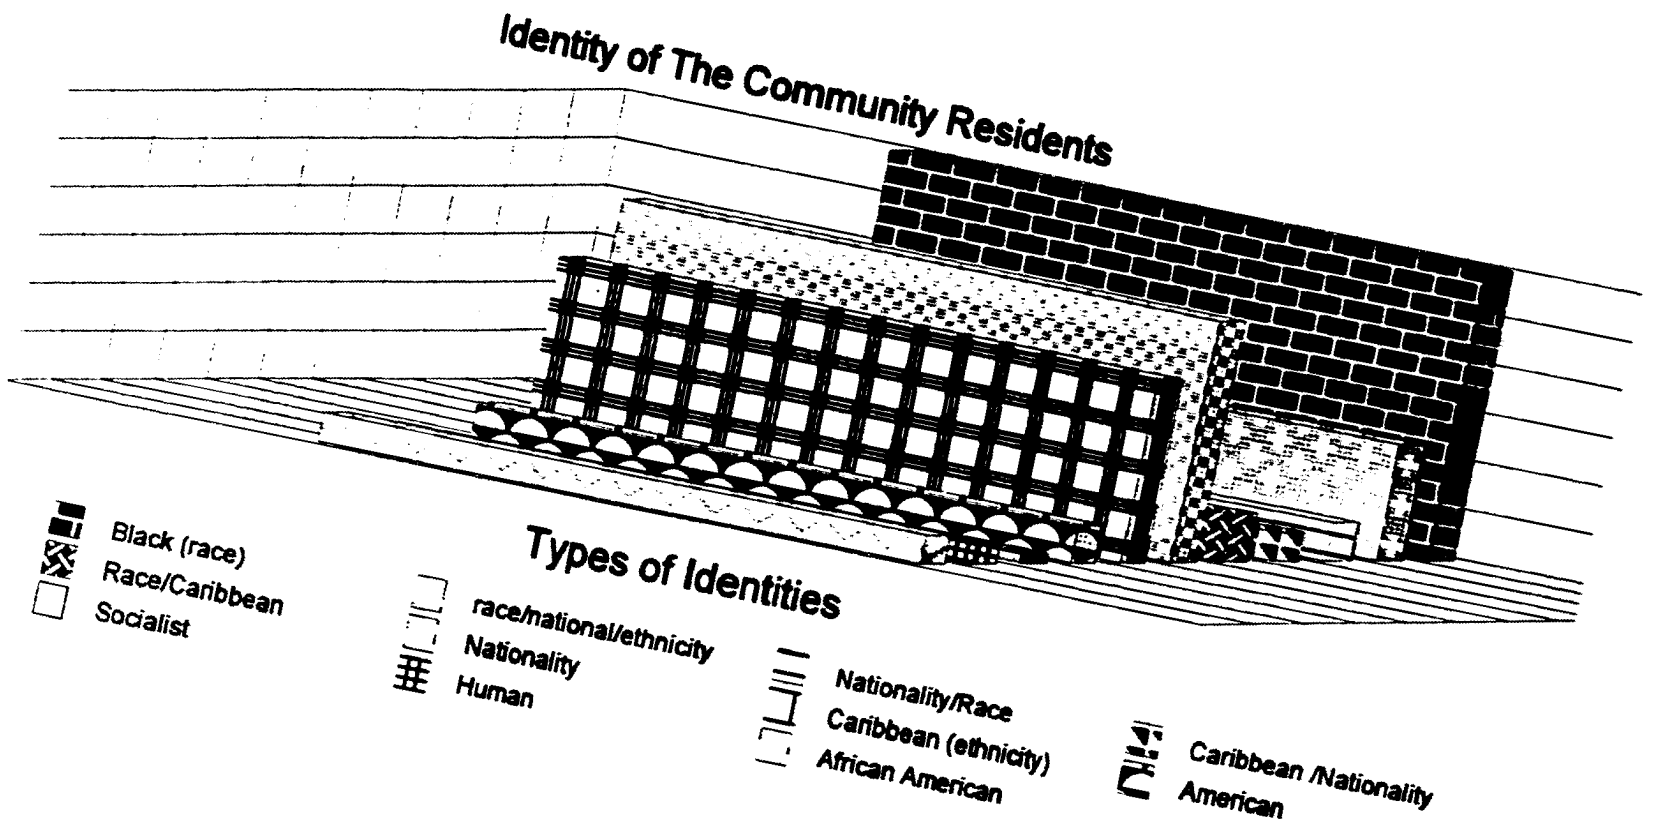 Identity of The Community Residents
Types of Identities
Black (race)
Race/Caribbean
Socialist
race/national/ethnicity
Nationality
Human
Nationality/Race
Caribbean (ethnicity)
African American
Caribbean /Nationality
American